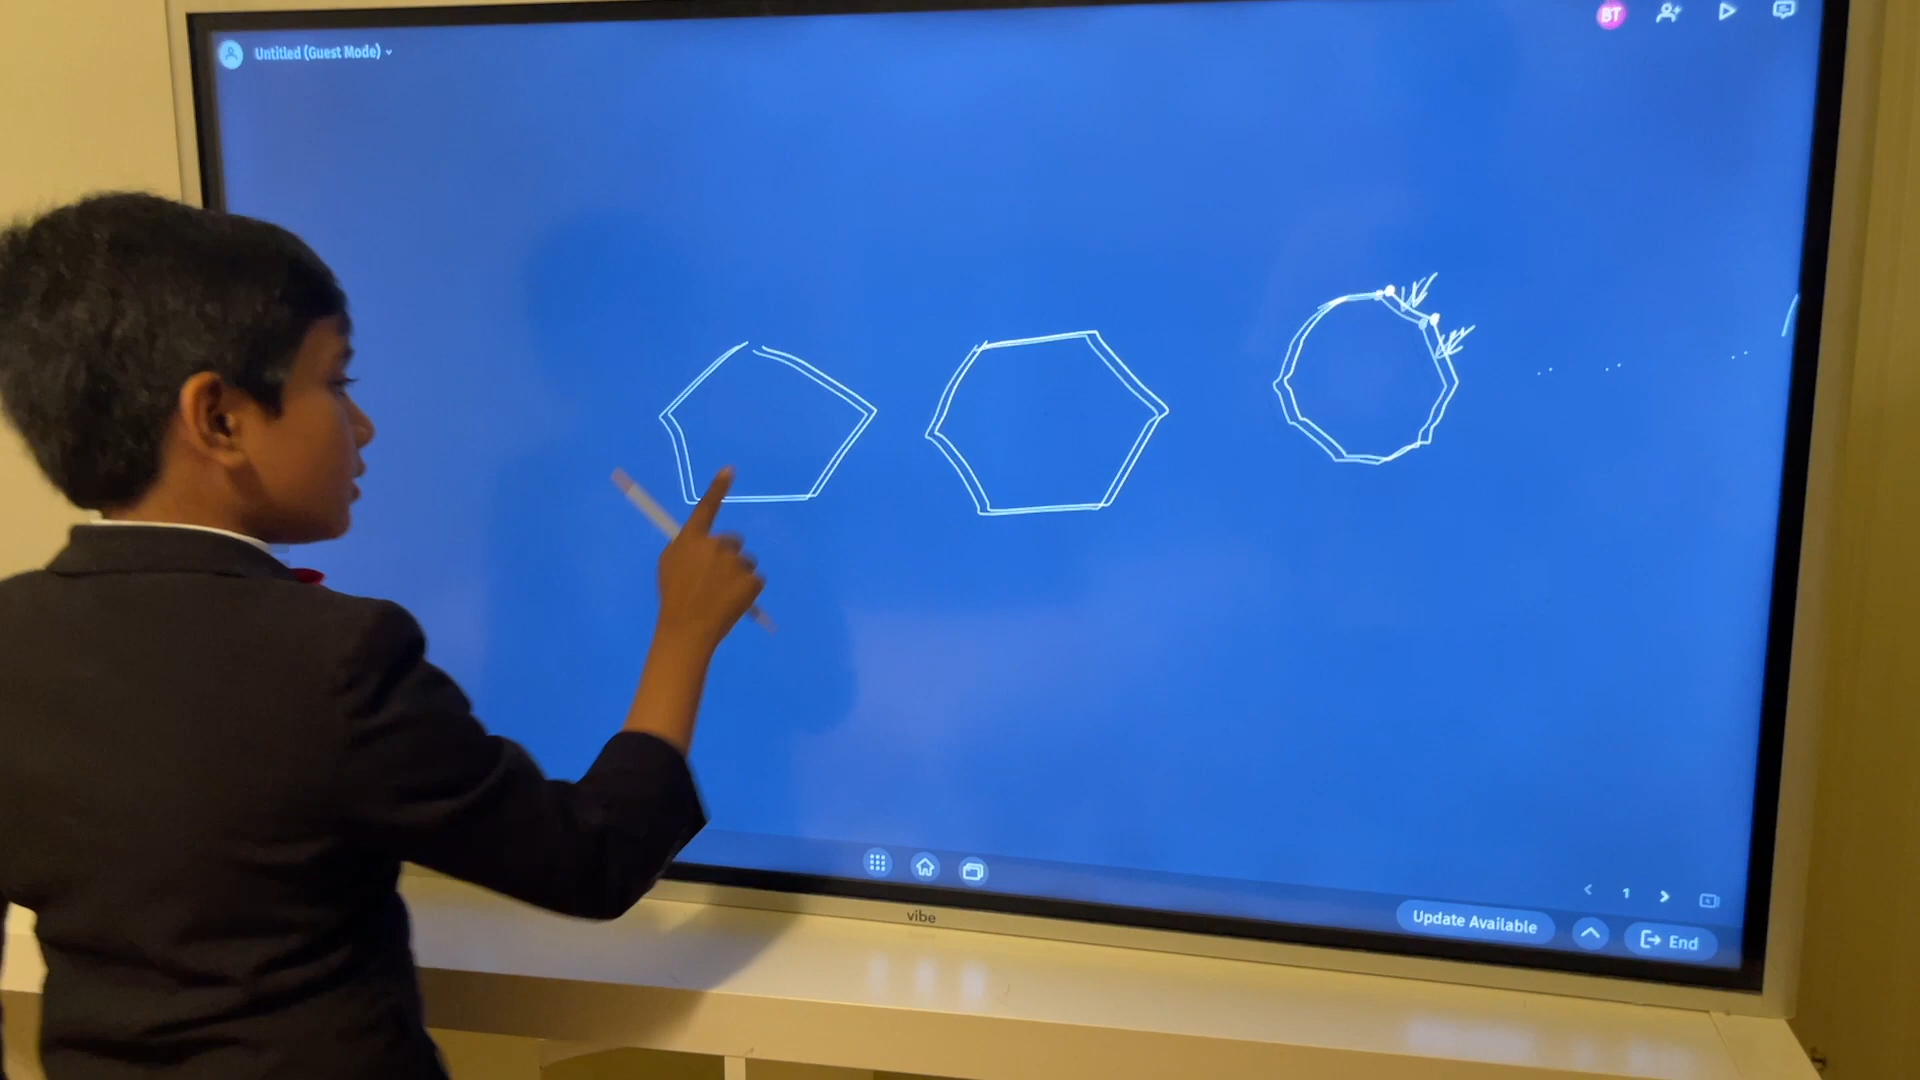 Untitled (Guest Mode)
BT
1
Update Available
End
vibe